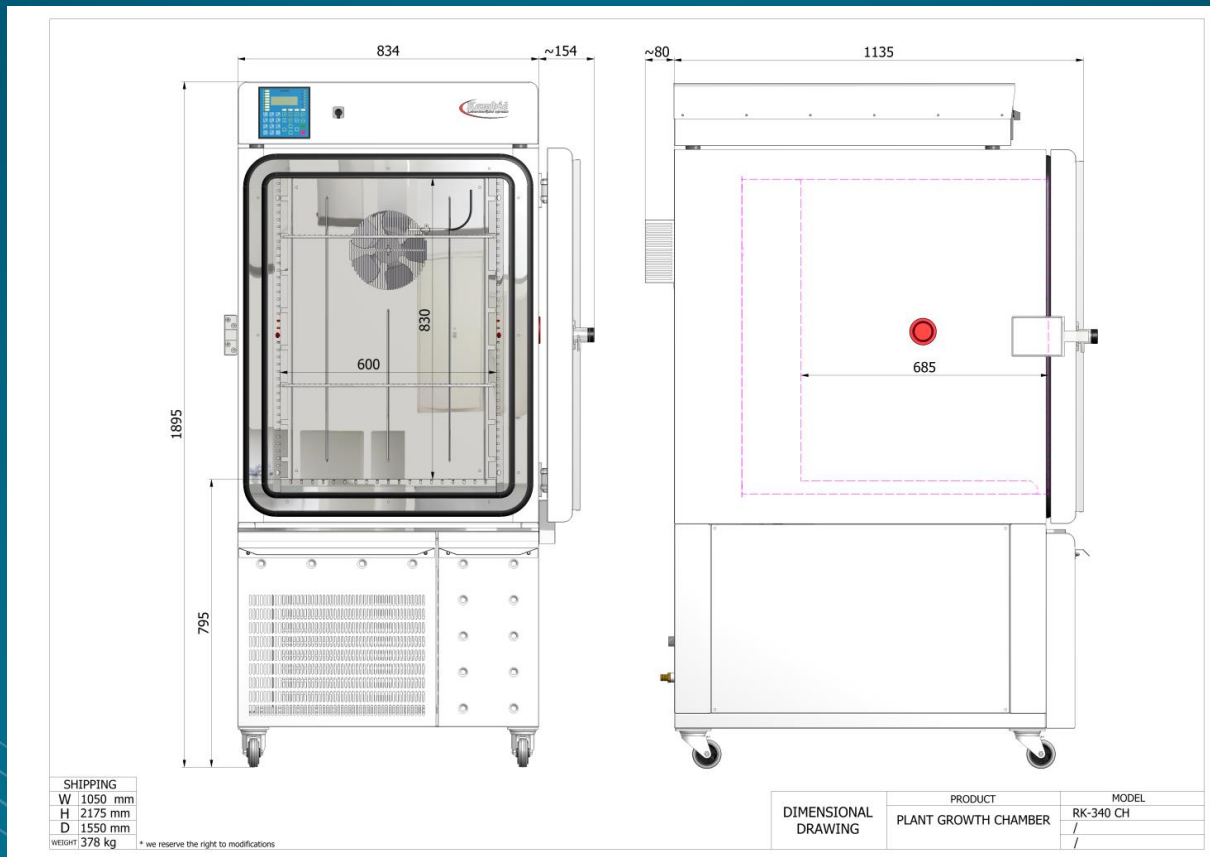 834
~154
~80
1135
Kambič
1895
830
600
685
795
SHIPPING
W 1050 mm
H 2175 mm
D 1550 mm
WEIGHT 378 kg
* we reserve the right to modifications
DIMENSIONAL
DRAWING
PRODUCT
PLANT GROWTH CHAMBER
MODEL
RK-340 CH
/
/